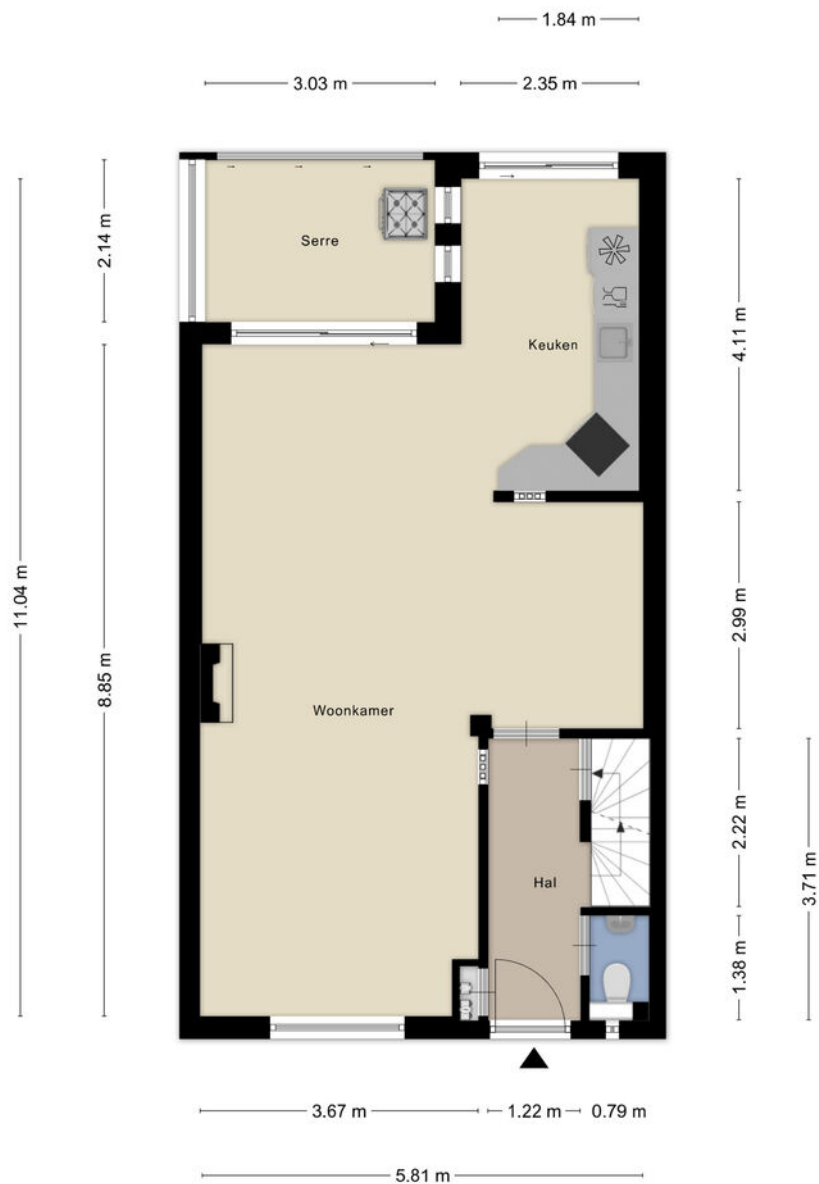 1.84 m
3.03 m
2.35 m
2.14 m
Serre
Keuken
4.11 m
11.04 m
8.85 m
2.99 m
Woonkamer
2.22 m
3.71 m
Hal
1.38 m
3.67 m
1.22 m
0.79 m
5.81 m